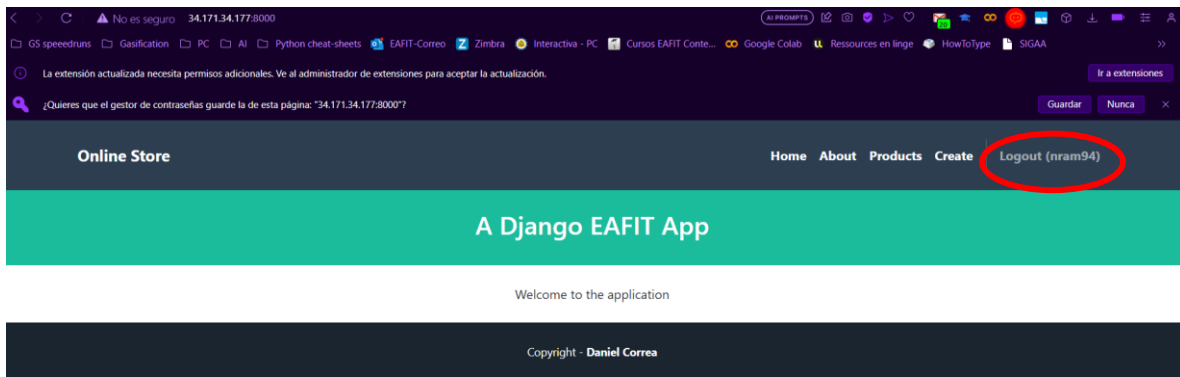 No es seguro 34.171.34.177:8000 AI PROMPTS 20
GS speeedruns Gasification PC AI Python cheat-sheets EAFIT-Correo Z Zimbra Interactiva - PC Cursos EAFIT Conte... Google Colab Ressources en linge HowToType SIGAA
La extensión actualizada necesita permisos adicionales. Ve al administrador de extensiones para aceptar la actualización. Ir a extensiones
¿Quieres que el gestor de contraseñas guarde la de esta página: "34.171.34.177:8000"? Guardar Nunca
Online Store Home About Products Create Logout (nram94)
A Django EAFIT App
Welcome to the application
Copyright - Daniel Correa